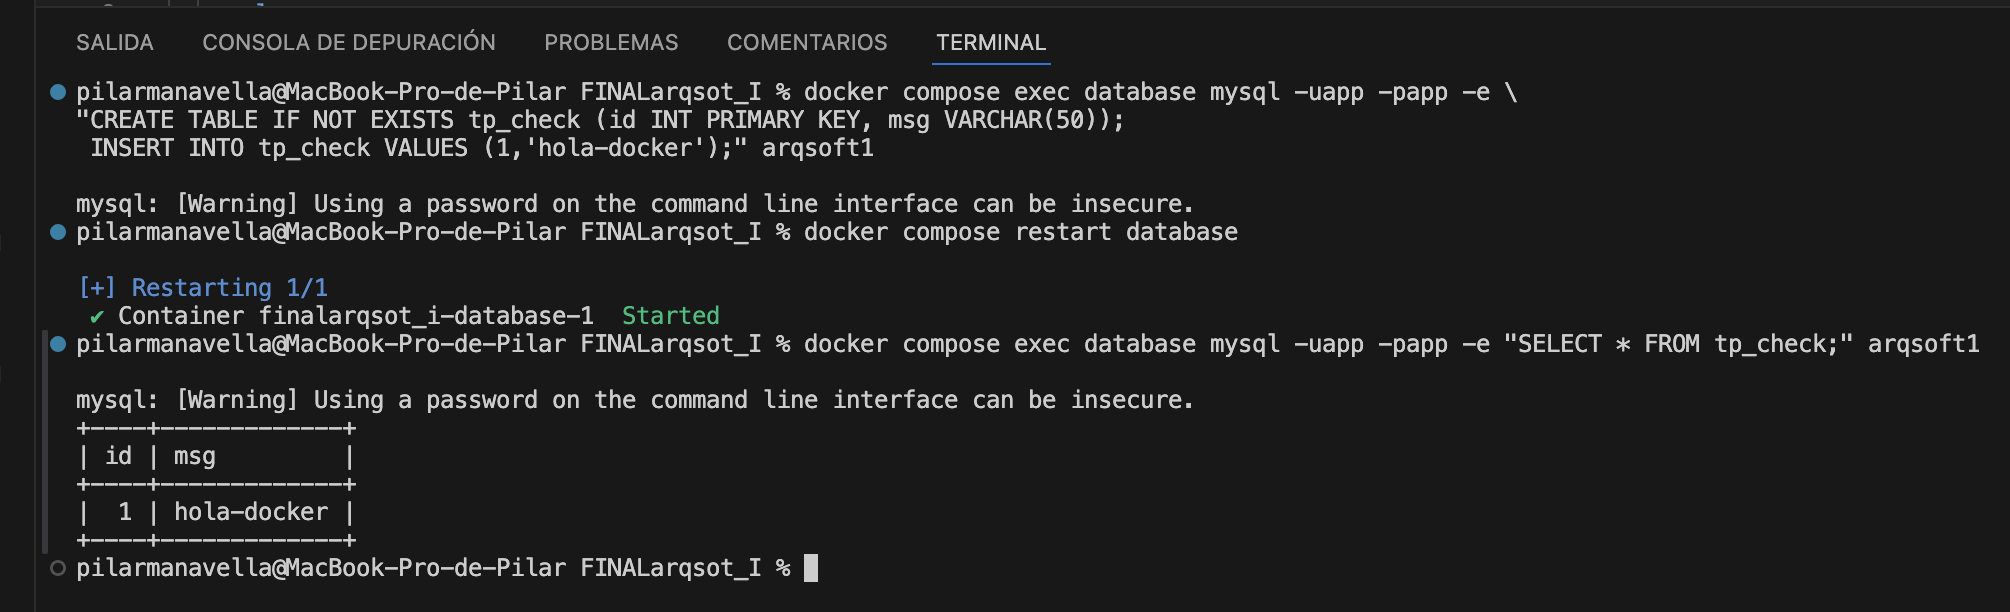 SALIDA CONSOLA DE DEPURACIÓN PROBLEMAS COMENTARIOS TERMINAL
pilarmanavella@MacBook-Pro-de-Pilar FINALarqsot_I % docker compose exec database mysql -uapp -papp -e \
"CREATE TABLE IF NOT EXISTS tp_check (id INT PRIMARY KEY, msg VARCHAR(50));
 INSERT INTO tp_check VALUES (1,'hola-docker');" arqsoft1
mysql: [Warning] Using a password on the command line interface can be insecure.
pilarmanavella@MacBook-Pro-de-Pilar FINALarqsot_I % docker compose restart database
[+] Restarting 1/1
 ✔ Container finalarqsot_i-database-1  Started
pilarmanavella@MacBook-Pro-de-Pilar FINALarqsot_I % docker compose exec database mysql -uapp -papp -e "SELECT * FROM tp_check;" arqsoft1
mysql: [Warning] Using a password on the command line interface can be insecure.
+----+-------------+
| id | msg         |
+----+-------------+
|  1 | hola-docker |
+----+-------------+
pilarmanavella@MacBook-Pro-de-Pilar FINALarqsot_I %